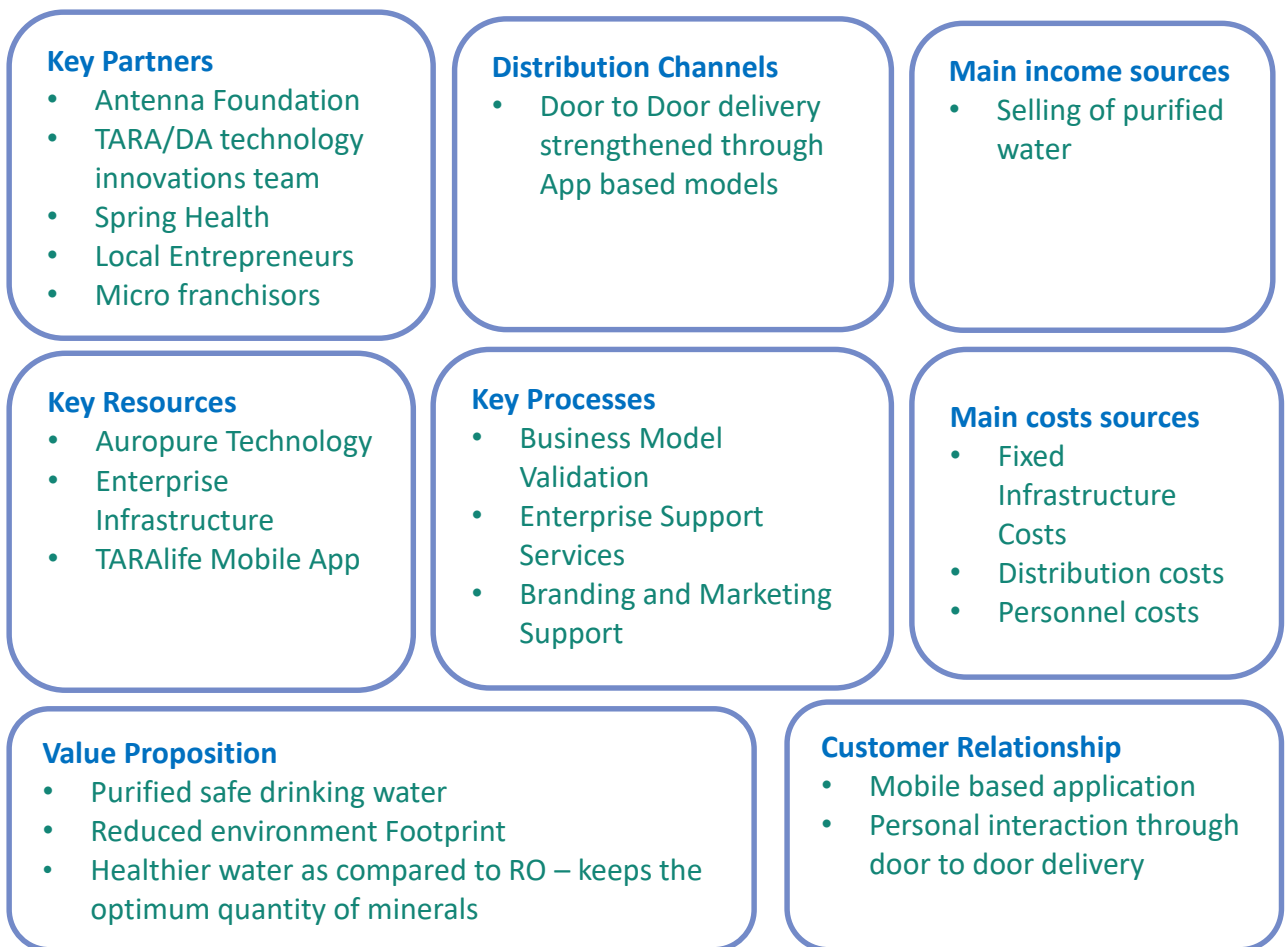 Key Partners
• Antenna Foundation
• TARA/DA technology
innovations team
• Spring Health
• Local Entrepreneurs
• Micro franchisors
Distribution Channels
• Door to Door delivery
strengthened through
App based models
Main income sources
• Selling of purified
water
Key Resources
• Auropure Technology
• Enterprise
Infrastructure
• TARAlife Mobile App
Key Processes
• Business Model
Validation
• Enterprise Support
Services
• Branding and Marketing
Support
Main costs sources
• Fixed
Infrastructure
Costs
• Distribution costs
• Personnel costs
Value Proposition
• Purified safe drinking water
• Reduced environment Footprint
• Healthier water as compared to RO – keeps the
optimum quantity of minerals
Customer Relationship
• Mobile based application
• Personal interaction through
door to door delivery